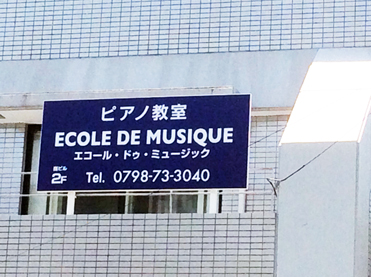 ピアノ教室
ECOLE DE MUSIQUE
エコール・ドゥ・ミュージック
2F
Tel. 0798-73-3040